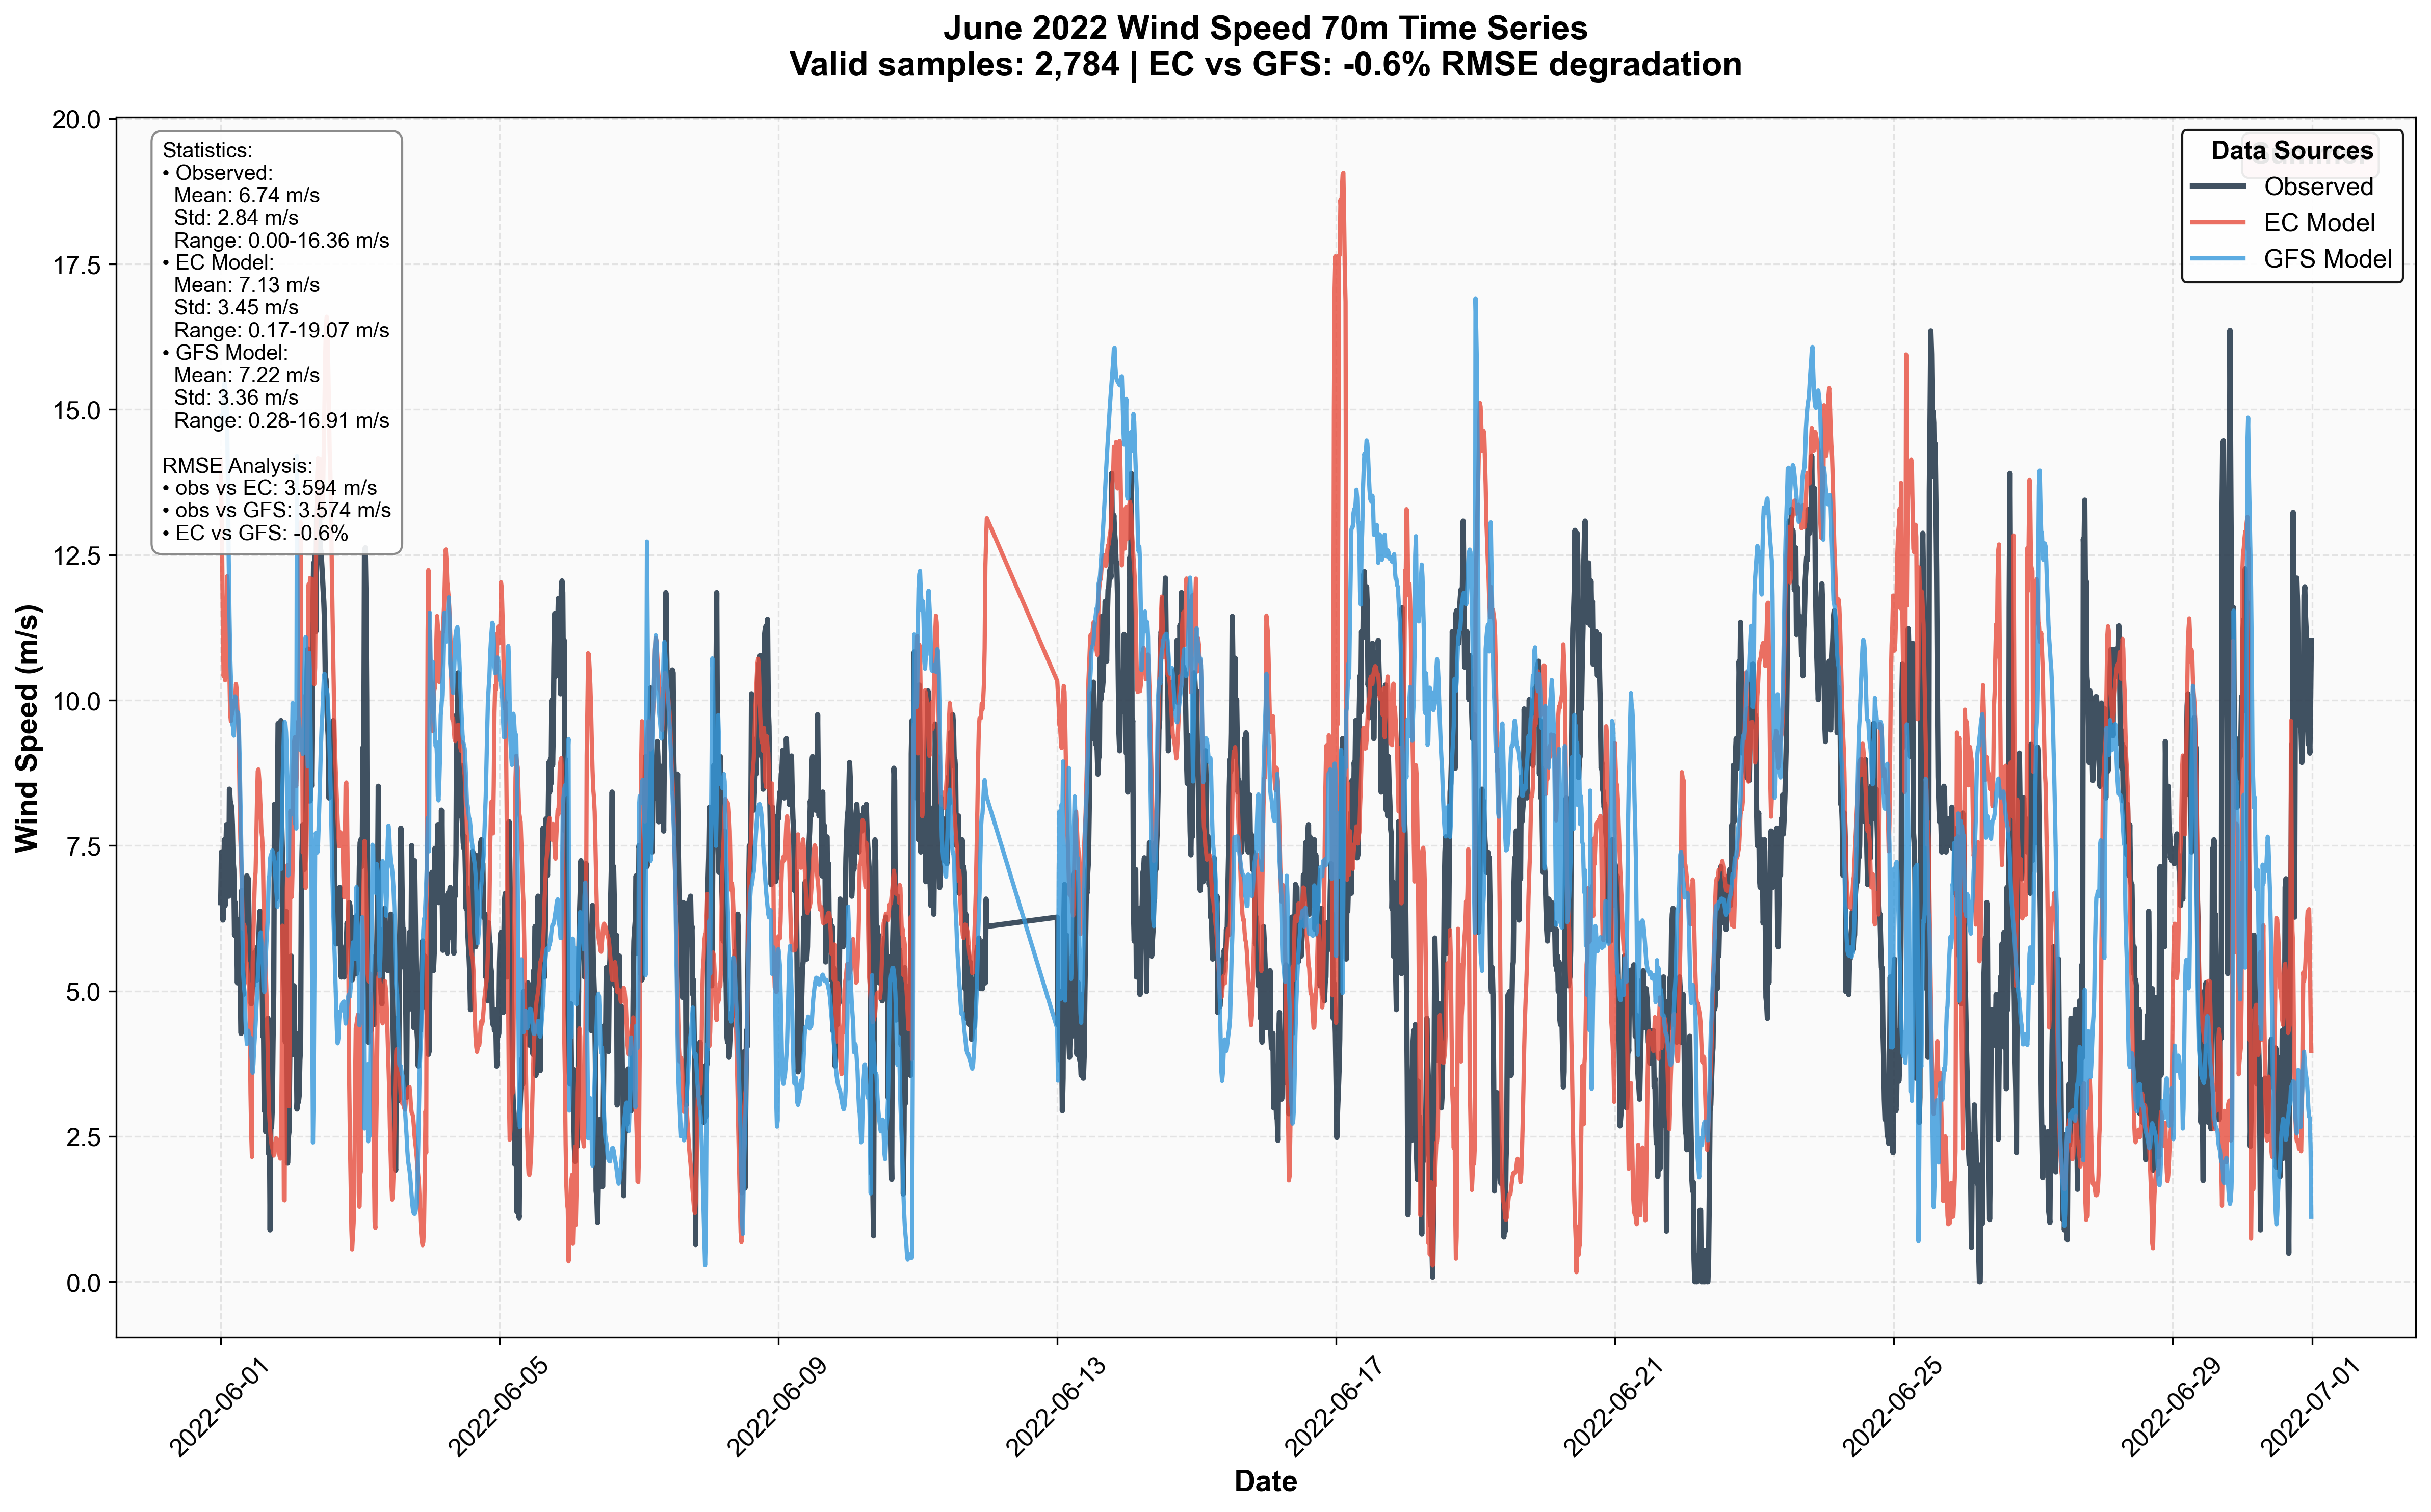 June 2022 Wind Speed 70m Time Series
Valid samples: 2,784 | EC vs GFS: -0.6% RMSE degradation
Statistics:
• Observed:
Mean: 6.74 m/s
Std: 2.84 m/s
Range: 0.00-16.36 m/s
• EC Model:
Mean: 7.13 m/s
Std: 3.45 m/s
Range: 0.17-19.07 m/s
• GFS Model:
Mean: 7.22 m/s
Std: 3.36 m/s
Range: 0.28-16.91 m/s
RMSE Analysis:
• obs vs EC: 3.594 m/s
• obs vs GFS: 3.574 m/s
• EC vs GFS: -0.6%
Data Sources
Observed
EC Model
GFS Model
Wind Speed (m/s)
20.0
17.5
15.0
12.5
10.0
7.5
5.0
2.5
0.0
2022-06-01
2022-06-05
2022-06-09
2022-06-13
2022-06-17
2022-06-21
2022-06-25
2022-06-29
2022-07-01
Date